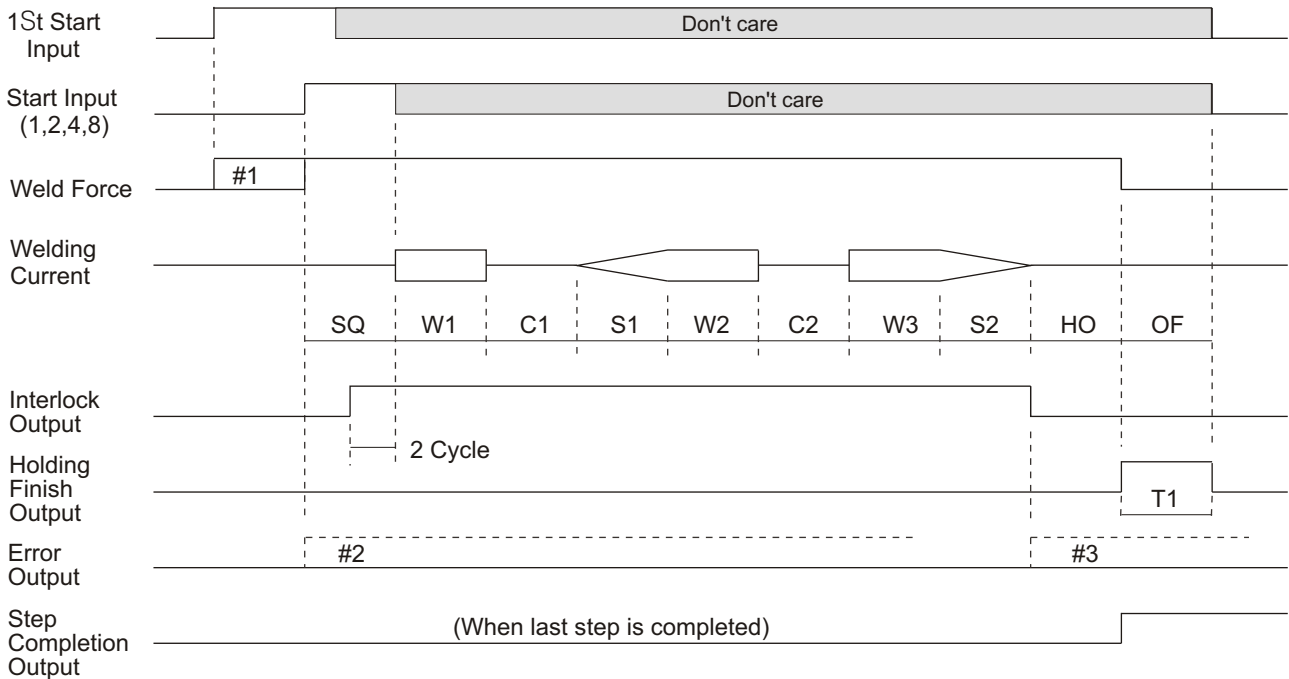 1St Start
Input
Don't care
Start Input
(1,2,4,8)
Don't care
Weld Force
#1
Welding
Current
SQ W1 C1 S1 W2 C2 W3 S2 HO OF
Interlock
Output
2 Cycle
Holding
Finish
Output
T1
Error
Output
#2
#3
Step
Completion
Output
(When last step is completed)